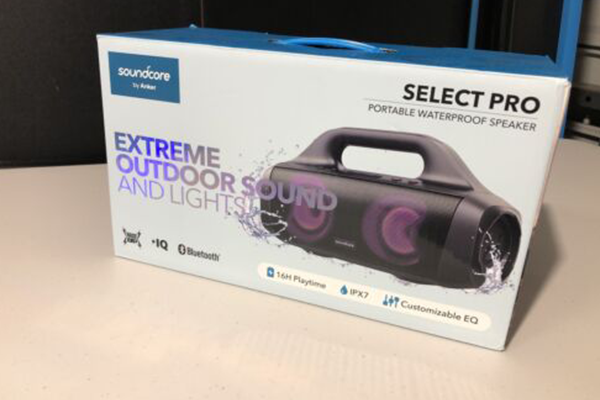 soundcore
by Anker
SELECT PRO
PORTABLE WATERPROOF SPEAKER
EXTREME
OUTDOOR SOUND
AND LIGHTS
IQ
Bluetooth®
16H Playtime
IPX7
Customizable EQ